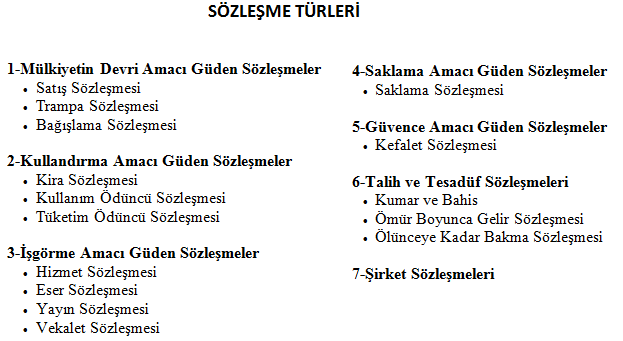 SÖZLEŞME TÜRLERİ
1-Mülkiyetin Devri Amacı Güden Sözleşmeler
• Satış Sözleşmesi
• Trampa Sözleşmesi
• Bağışlama Sözleşmesi
2-Kullandırma Amacı Güden Sözleşmeler
• Kira Sözleşmesi
• Kullanım Ödüncü Sözleşmesi
• Tüketim Ödüncü Sözleşmesi
3-İşgörme Amacı Güden Sözleşmeler
• Hizmet Sözleşmesi
• Eser Sözleşmesi
• Yayın Sözleşmesi
• Vekalet Sözleşmesi
4-Saklama Amacı Güden Sözleşmeler
• Saklama Sözleşmesi
5-Güvence Amacı Güden Sözleşmeler
• Kefalet Sözleşmesi
6-Talih ve Tesadüf Sözleşmeleri
• Kumar ve Bahis
• Ömür Boyunca Gelir Sözleşmesi
• Ölünceye Kadar Bakma Sözleşmesi
7-Şirket Sözleşmeleri